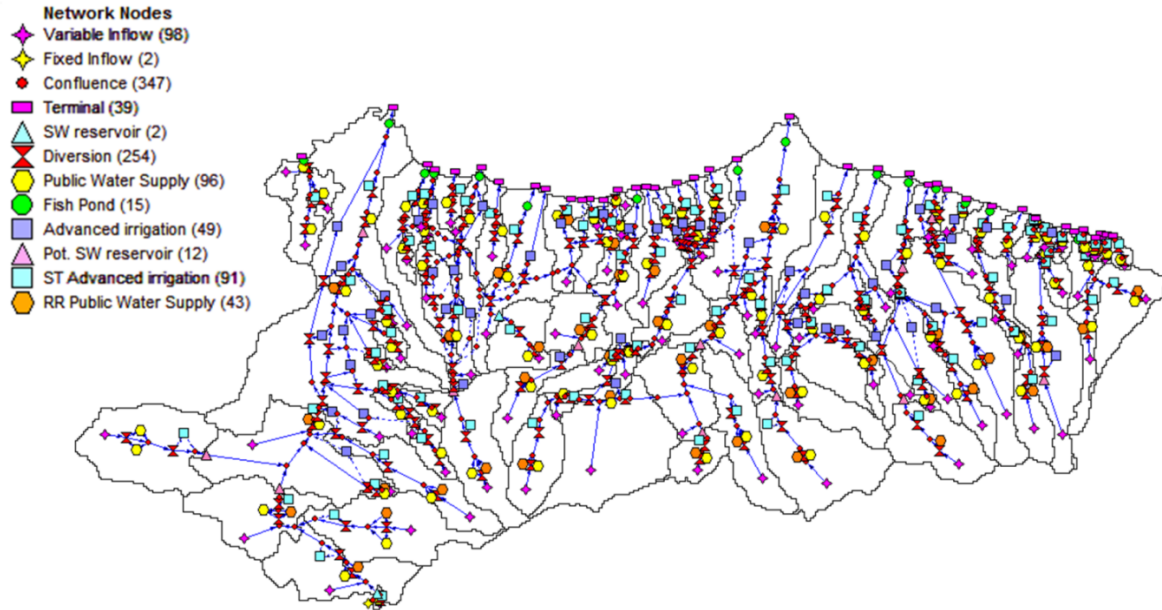 Network Nodes
Variable Inflow (98)
Fixed Inflow (2)
Confluence (347)
Terminal (39)
SW reservoir (2)
Diversion (254)
Public Water Supply (96)
Fish Pond (15)
Advanced irrigation (49)
Pot. SW reservoir (12)
ST Advanced irrigation (91)
RR Public Water Supply (43)